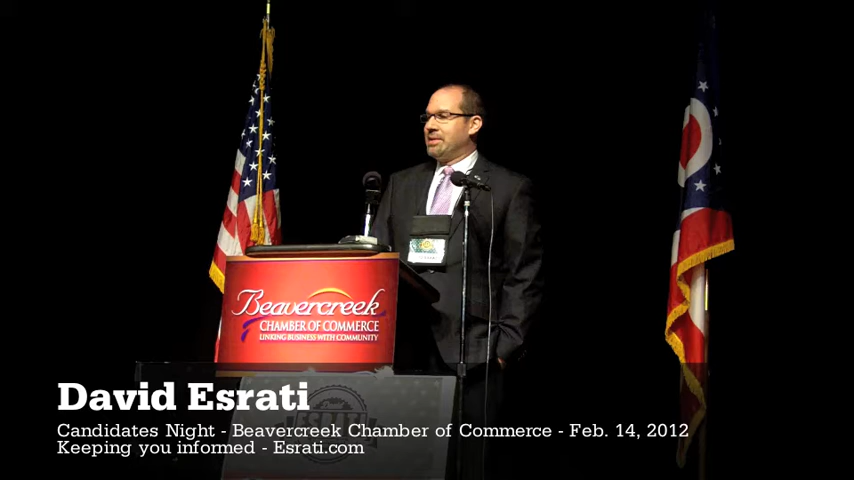 Beavercreek
CHAMBER OF COMMERCE
LINKING BUSINESS WITH COMMUNITY
ESRATI
David Esrati
Candidates Night - Beavercreek Chamber of Commerce - Feb. 14, 2012
Keeping you informed - Esrati.com